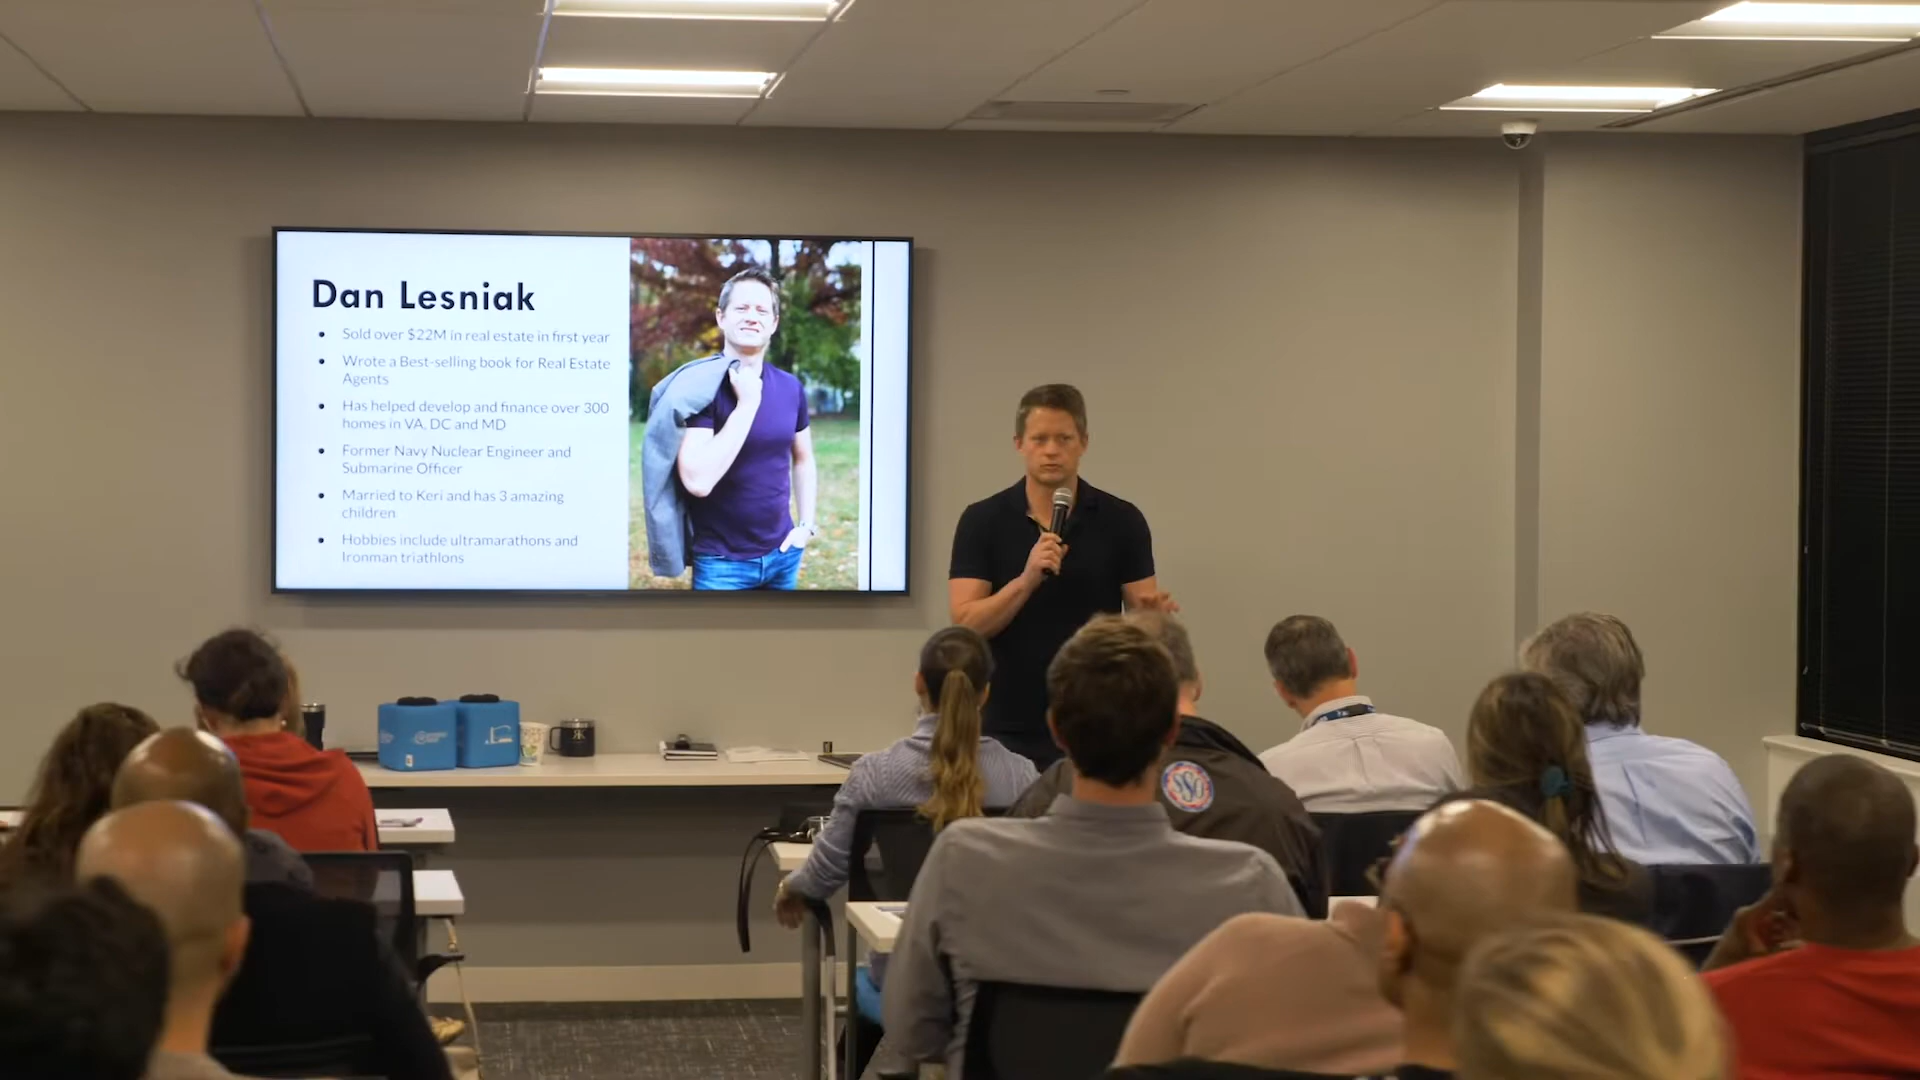 Dan Lesniak
• Sold over $22M in real estate in first year
• Wrote a Best-selling book for Real Estate
Agents
• Has helped develop and finance over 300
homes in VA, DC and MD
• Former Navy Nuclear Engineer and
Submarine Officer
• Married to Keri and has 3 amazing
children
• Hobbies include ultramarathons and
Ironman triathlons